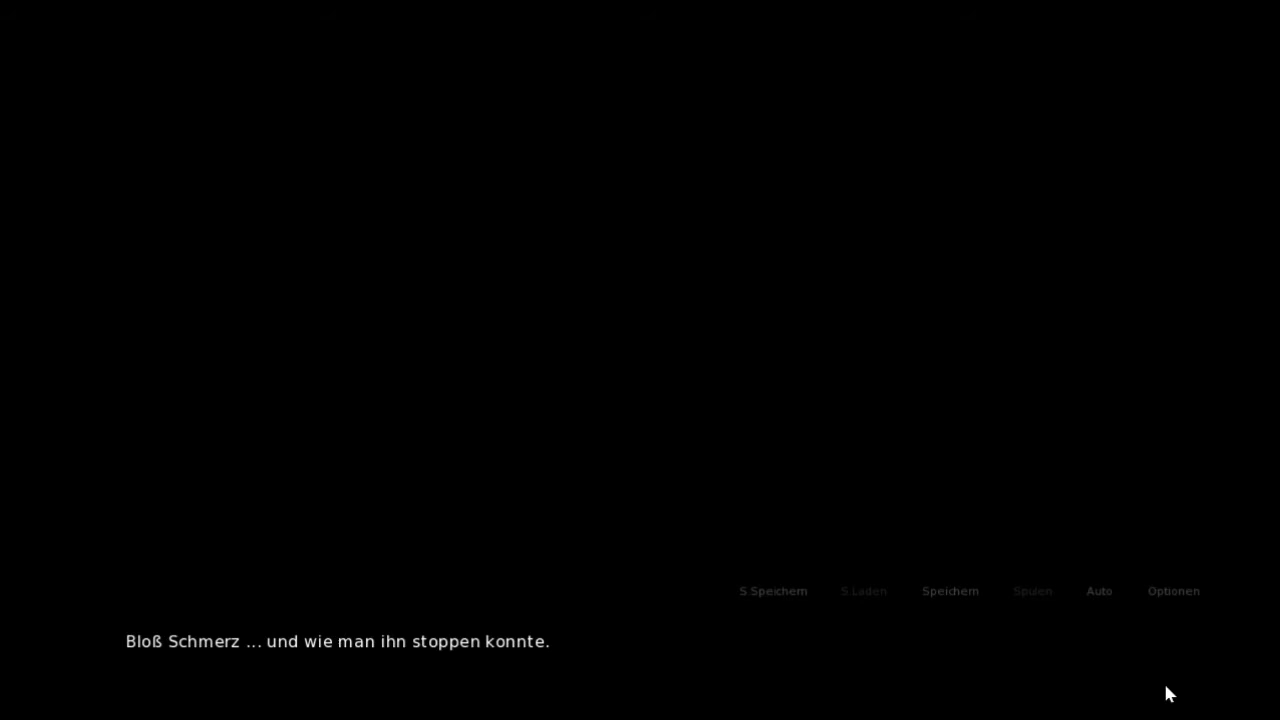 S.Speichern S.Laden Speichern Spulen Auto Optionen
Bloß Schmerz ... und wie man ihn stoppen konnte.